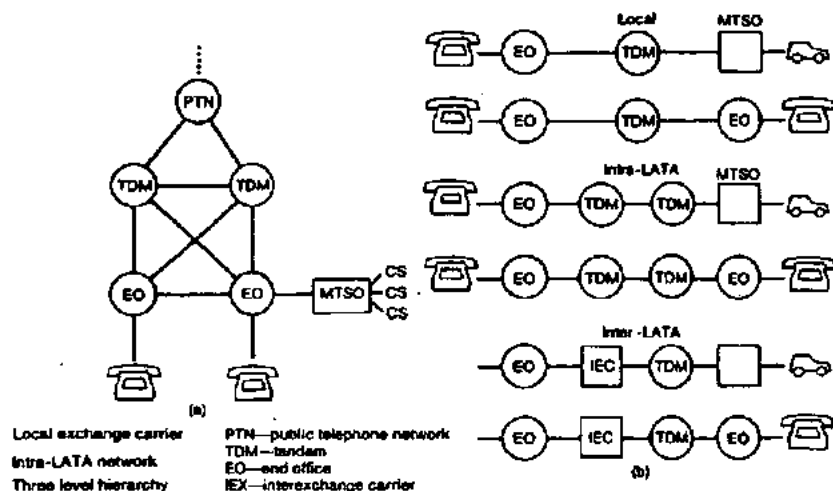 PTN
TDM TDM
EO EO MTSO CS
CS
CS
(a)
Local exchange carrier
Intra-LATA network
Three level hierarchy
PTN—public telephone network
TDM—tandam
EO—end office
IEX—interexchange carrier
Local MTSO
EO TDM
EO TDM EO
Intra-LATA MTSO
EO TDM TDM
EO TDM TDM EO
Inter-LATA
EO IEC TDM
EO IEC TDM EO
(b)